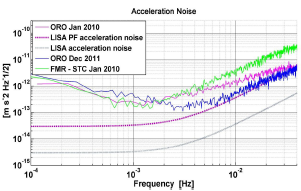 Acceleration Noise
[m s^-2 Hz^-1/2]
10^-10
10^-11
10^-12
10^-13
10^-14
10^-15
ORO Jan 2010
LISA PF acceleration noise
LISA acceleration noise
ORO Dec 2011
FMR - STC Jan 2010
10^-4
10^-3
10^-2
Frequency [Hz]